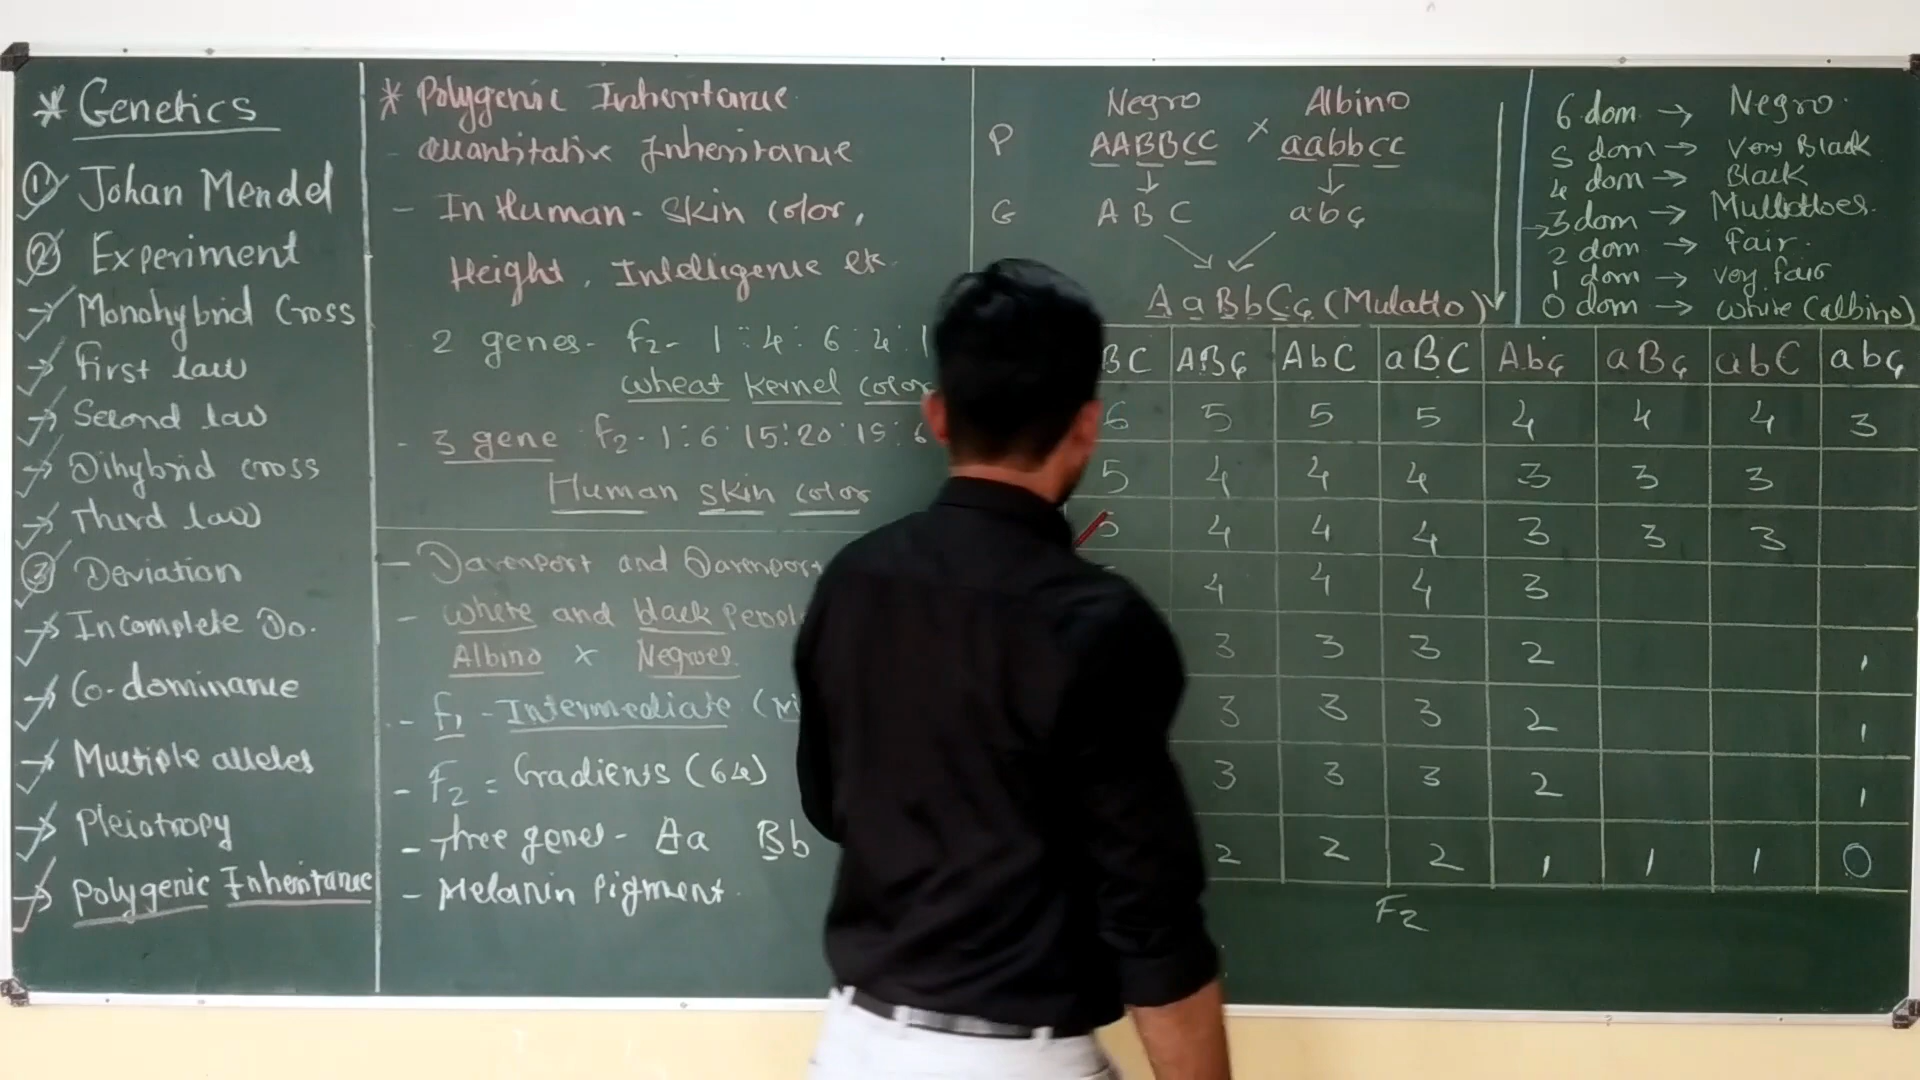 * Genetics
① Johan Mendel
② Experiment
→ Monohybrid Cross
→ First law
→ Second law
→ Dihybrid cross
→ Third law
③ Deviation
→ Incomplete Do.
→ Co-dominance
→ Multiple alleles
→ Pleiotropy
→ Polygenic Inheritance
* Polygenic Inheritance
- Quantitative Inheritance
- In Human - Skin color,
Height, Intelligence etc
2 genes - F2 - 1 : 4 : 6 : 4 : 1
wheat kernel color
- 3 gene F2 - 1 : 6 : 15 : 20 : 15 : 6
Human skin color
- Davenport and Davenport
- white and black people
Albino × Negroes
- F1 - Intermediate
- F2 = Gradients (64)
- Three genes - Aa Bb
- Melanin pigment
Negro Albino
P AABBCC × aabbcc
G A B C a b c
AaBbCc (Mulatto)
BC ABc AbC aBC Abc aBc abC abc
6 5 5 5 4 4 4 3
5 4 4 4 3 3 3
5 4 4 4 3 3 3
4 4 4 3
3 3 3 2 1
3 3 3 2 1
3 3 3 2 1
2 2 2 1 1 1 0
F2
6 dom → Negro
5 dom → Very Black
4 dom → Black
→ 3 dom → Mullottoes
2 dom → Fair
1 dom → very fair
0 dom → white (albino)